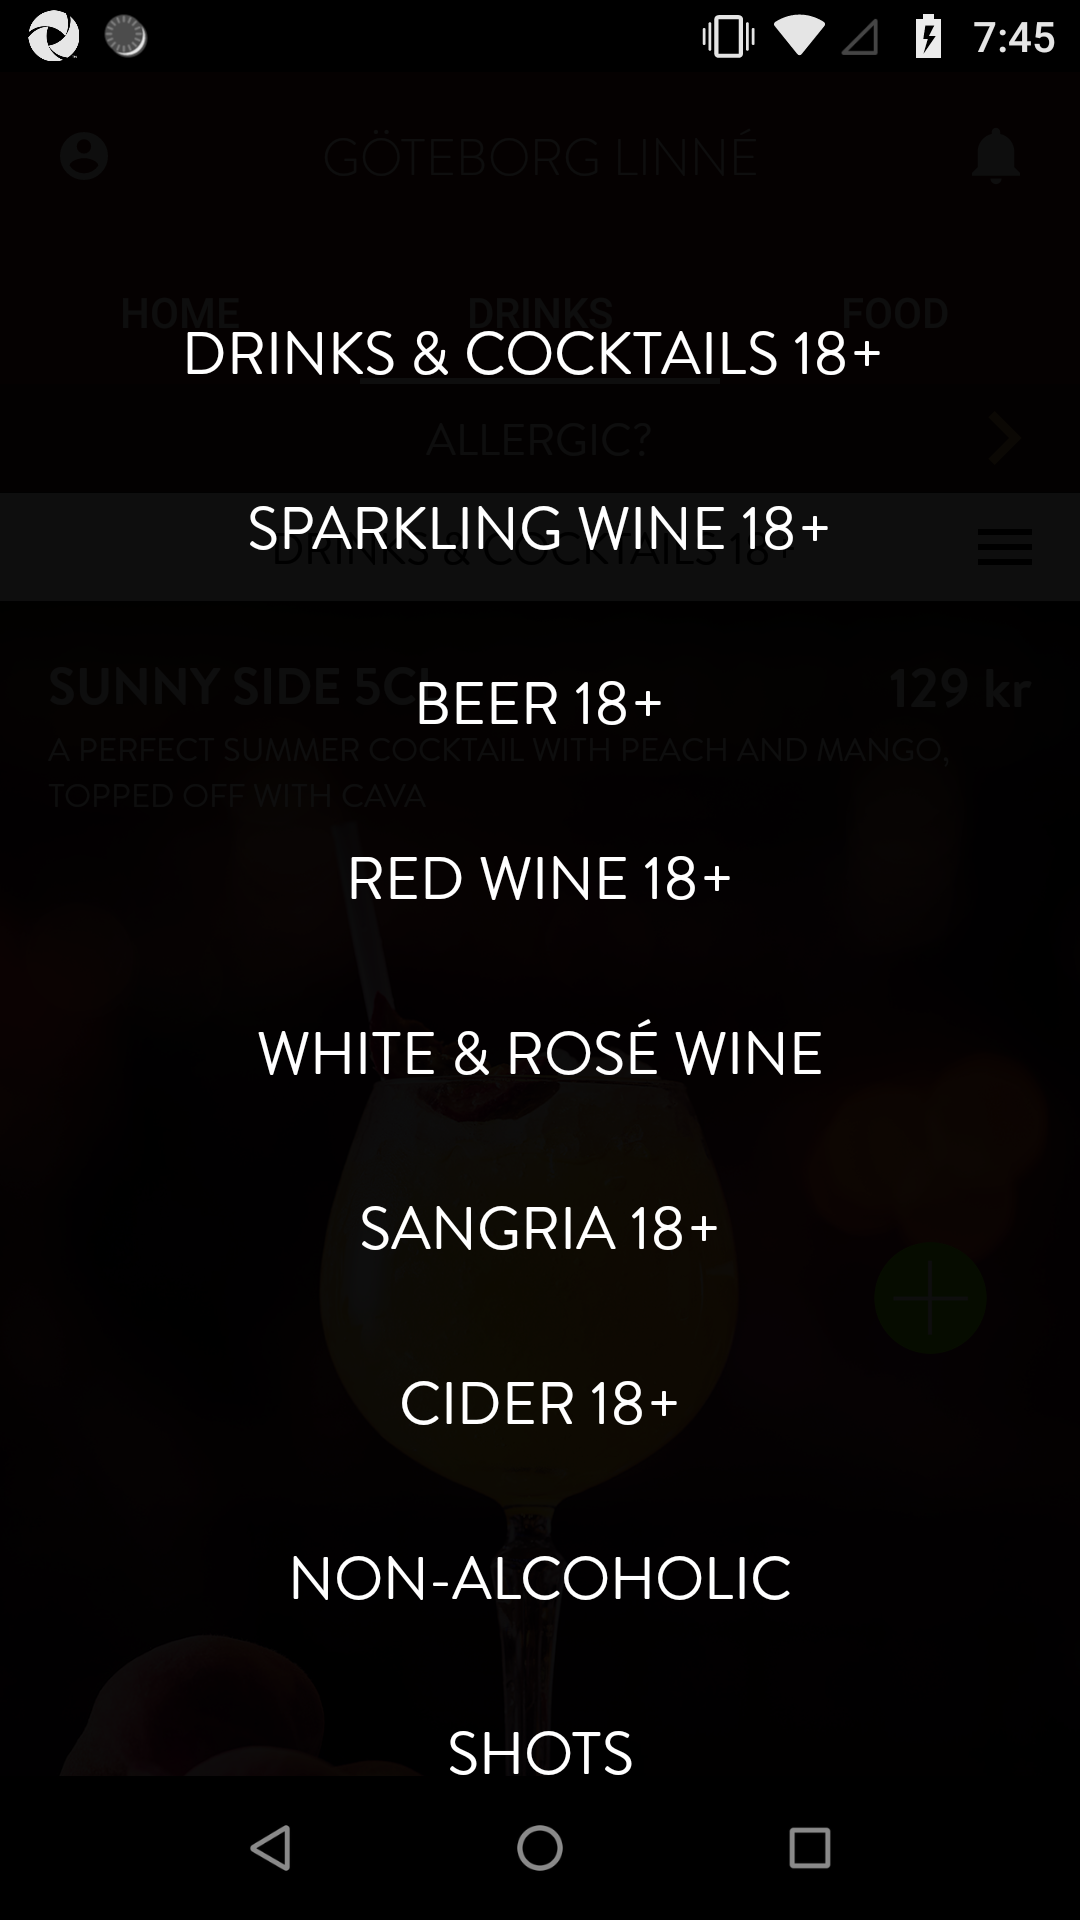 7:45
GÖTEBORG LINNÉ
HOME DRINKS FOOD
DRINKS & COCKTAILS 18+
ALLERGIC?
SPARKLING WINE 18+
DRINKS & COCKTAILS 18+
SUNNY SIDE 5CL 129 kr
BEER 18+
A PERFECT SUMMER COCKTAIL WITH PEACH AND MANGO,
TOPPED OFF WITH CAVA
RED WINE 18+
WHITE & ROSÉ WINE
SANGRIA 18+
CIDER 18+
NON-ALCOHOLIC
SHOTS